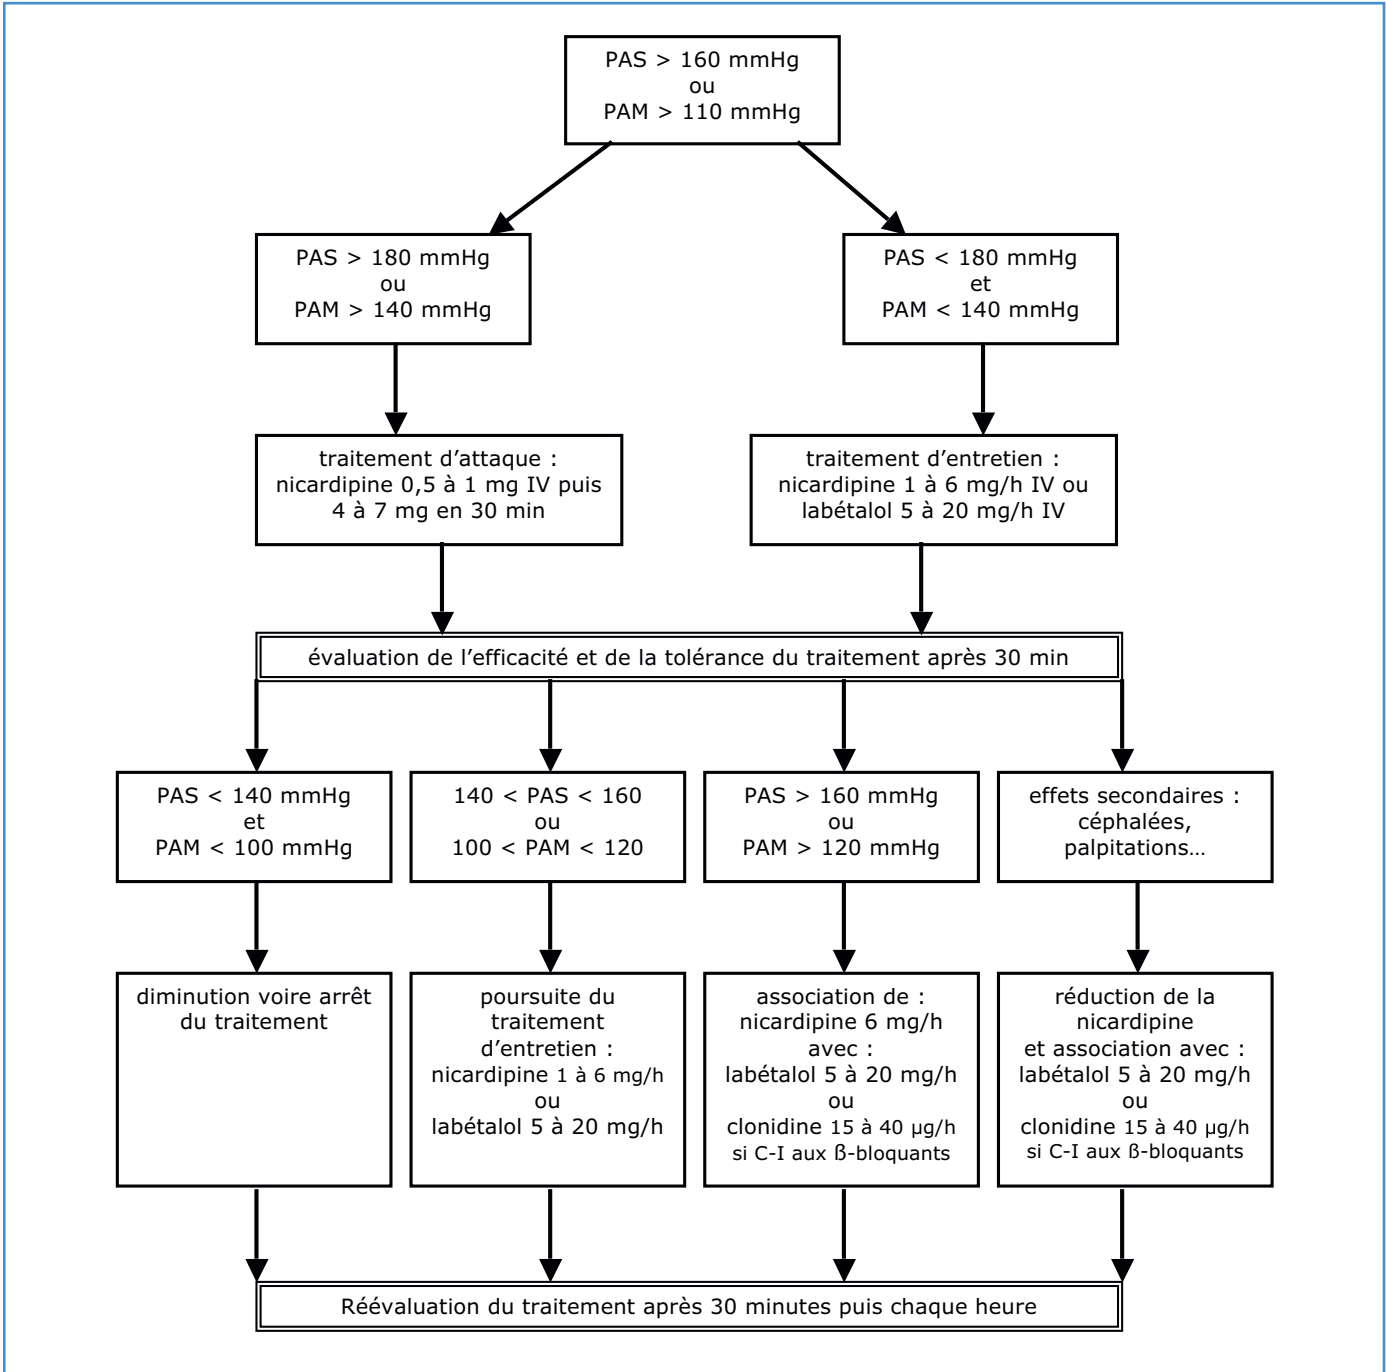 PAS > 160 mmHg
ou
PAM > 110 mmHg
PAS > 180 mmHg
ou
PAM > 140 mmHg
PAS < 180 mmHg
et
PAM < 140 mmHg
traitement d'attaque :
nicardipine 0,5 à 1 mg IV puis
4 à 7 mg en 30 min
traitement d'entretien :
nicardipine 1 à 6 mg/h IV ou
labétalol 5 à 20 mg/h IV
évaluation de l'efficacité et de la tolérance du traitement après 30 min
PAS < 140 mmHg
et
PAM < 100 mmHg
140 < PAS < 160
ou
100 < PAM < 120
PAS > 160 mmHg
ou
PAM > 120 mmHg
effets secondaires :
céphalées,
palpitations…
diminution voire arrêt
du traitement
poursuite du
traitement
d'entretien :
nicardipine 1 à 6 mg/h
ou
labétalol 5 à 20 mg/h
association de :
nicardipine 6 mg/h
avec :
labétalol 5 à 20 mg/h
ou
clonidine 15 à 40 µg/h
si C-I aux ß-bloquants
réduction de la
nicardipine
et association avec :
labétalol 5 à 20 mg/h
ou
clonidine 15 à 40 µg/h
si C-I aux ß-bloquants
Réévaluation du traitement après 30 minutes puis chaque heure